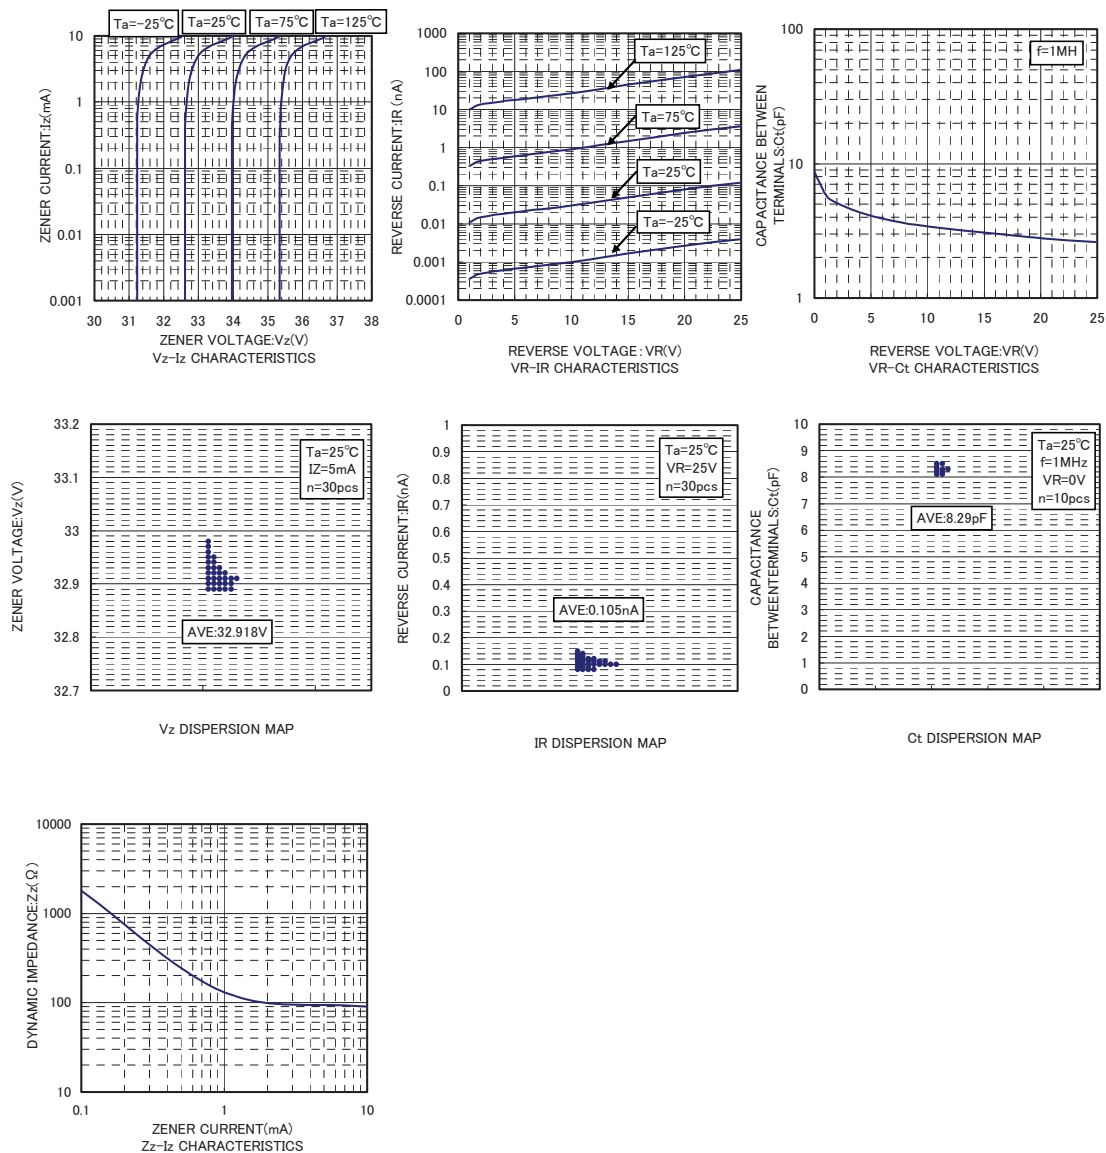 Ta=-25℃
Ta=25℃
Ta=75℃
Ta=125℃
ZENER CURRENT:Iz(mA)
10
1
0.1
0.01
0.001
30 31 32 33 34 35 36 37 38
ZENER VOLTAGE:Vz(V)
Vz-Iz CHARACTERISTICS
REVERSE CURRENT:IR (nA)
1000
100
10
1
0.1
0.01
0.001
0.0001
Ta=125℃
Ta=75℃
Ta=25℃
Ta=-25℃
0 5 10 15 20 25
REVERSE VOLTAGE:VR(V)
VR-IR CHARACTERISTICS
CAPACITANCE BETWEEN
TERMINALS:Ct(pF)
100
10
1
f=1MH
0 5 10 15 20 25
REVERSE VOLTAGE:VR(V)
VR-Ct CHARACTERISTICS
ZENER VOLTAGE:Vz(V)
33.2
33.1
33
32.9
32.8
32.7
Ta=25℃
IZ=5mA
n=30pcs
AVE:32.918V
Vz DISPERSION MAP
REVERSE CURRENT:IR(nA)
1
0.9
0.8
0.7
0.6
0.5
0.4
0.3
0.2
0.1
0
Ta=25℃
VR=25V
n=30pcs
AVE:0.105nA
IR DISPERSION MAP
CAPACITANCE
BETWEENTERMINALS:Ct(pF)
10
9
8
7
6
5
4
3
2
1
0
Ta=25℃
f=1MHz
VR=0V
n=10pcs
AVE:8.29pF
Ct DISPERSION MAP
DYNAMIC IMPEDANCE:Zz(Ω)
10000
1000
100
10
0.1 1 10
ZENER CURRENT(mA)
Zz-Iz CHARACTERISTICS